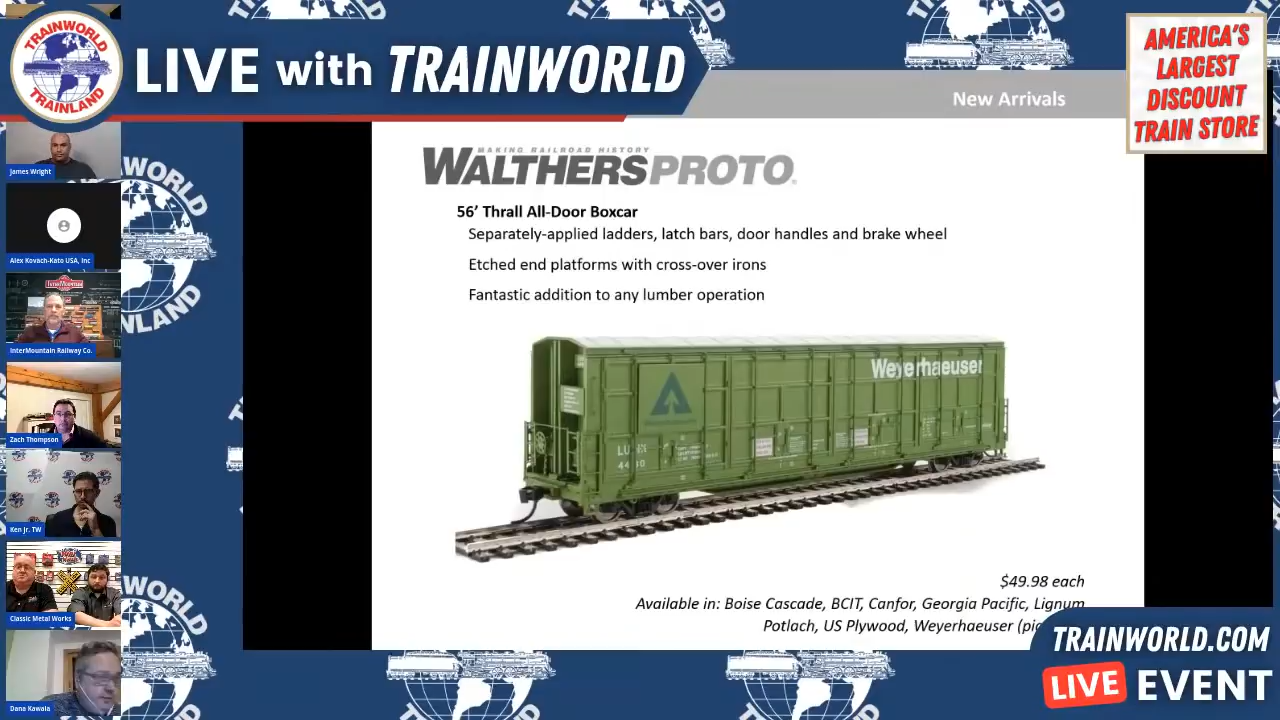 TRAINWORLD
TRAINLAND
LIVE with TRAINWORLD
New Arrivals
AMERICA'S
LARGEST
DISCOUNT
TRAIN STORE
James Wright
Alex Kovach-Kato USA, Inc
InterMountain Railway Co.
Zach Thompson
Ken Jr. TW
Classic Metal Works
Dana Kawala
MAKING RAILROAD HISTORY
WALTHERSPROTO
56' Thrall All-Door Boxcar
Separately-applied ladders, latch bars, door handles and brake wheel
Etched end platforms with cross-over irons
Fantastic addition to any lumber operation
Weyerhaeuser
$49.98 each
Available in: Boise Cascade, BCIT, Canfor, Georgia Pacific, Lignum
Potlach, US Plywood, Weyerhaeuser
TRAINWORLD.COM
LIVE EVENT